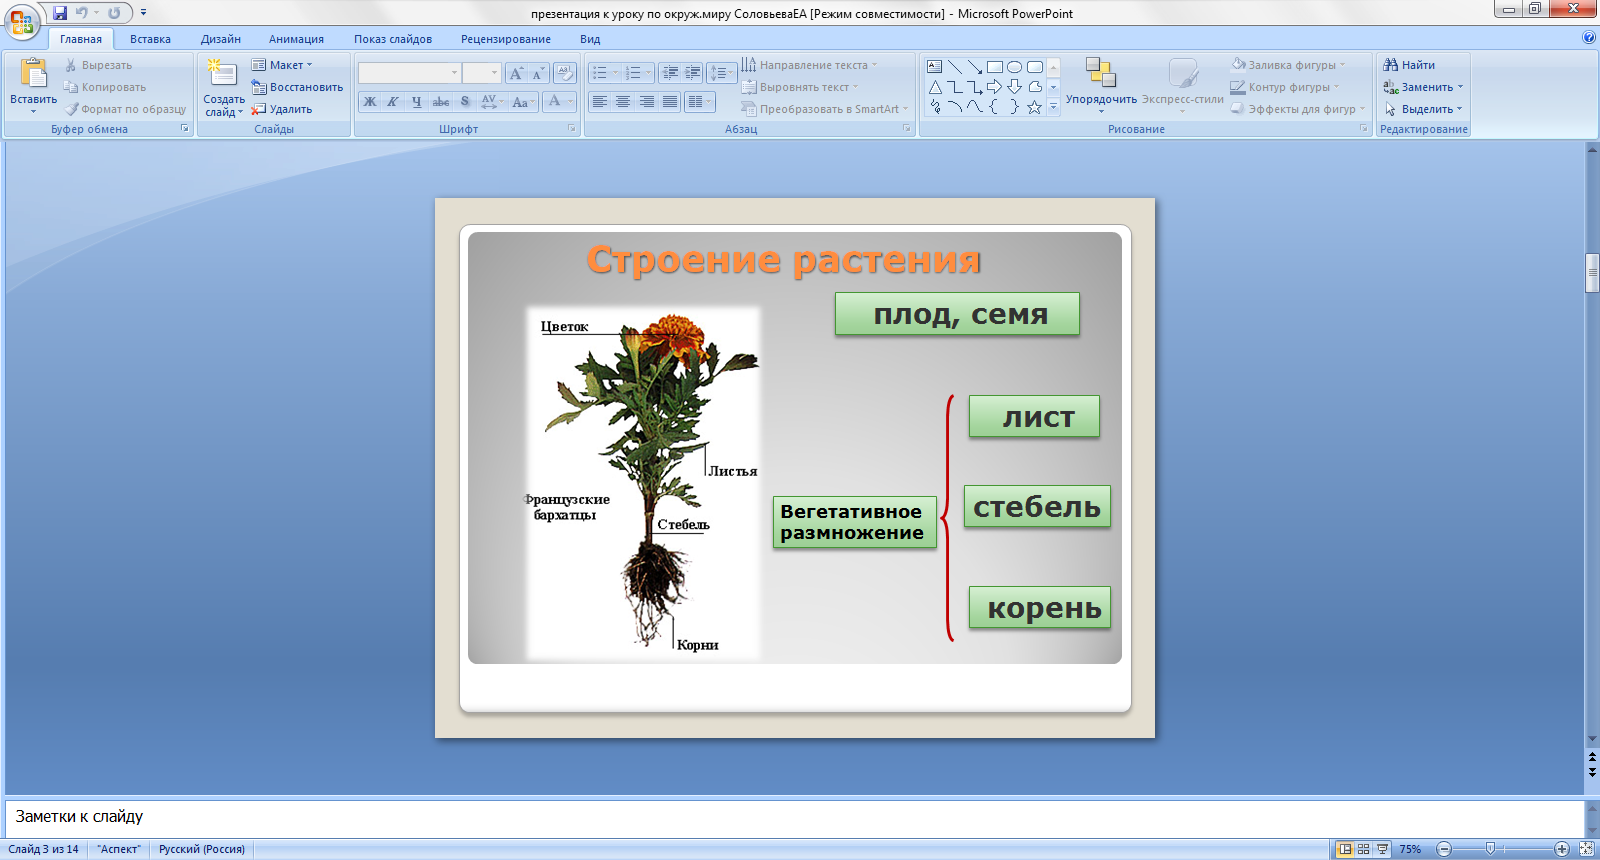 презентация к уроку по окруж.миру СоловьеваЕА [Режим совместимости] - Microsoft PowerPoint
Главная Вставка Дизайн Анимация Показ слайдов Рецензирование Вид
Вставить
Вырезать
Копировать
Формат по образцу
Буфер обмена
Создать слайд
Макет
Восстановить
Удалить
Слайды
Ж К Ч abc S AV Aa A
Шрифт
Направление текста
Выровнять текст
Преобразовать в SmartArt
Абзац
Упорядочить
Экспресс-стили
Заливка фигуры
Контур фигуры
Эффекты для фигур
Рисование
Найти
Заменить
Выделить
Редактирование
Строение растения
плод, семя
Цветок
лист
Листья
Французские
бархатцы
Вегетативное
размножение
стебель
Стебель
корень
Корни
Заметки к слайду
Слайд 3 из 14 "Аспект" Русский (Россия) 75%